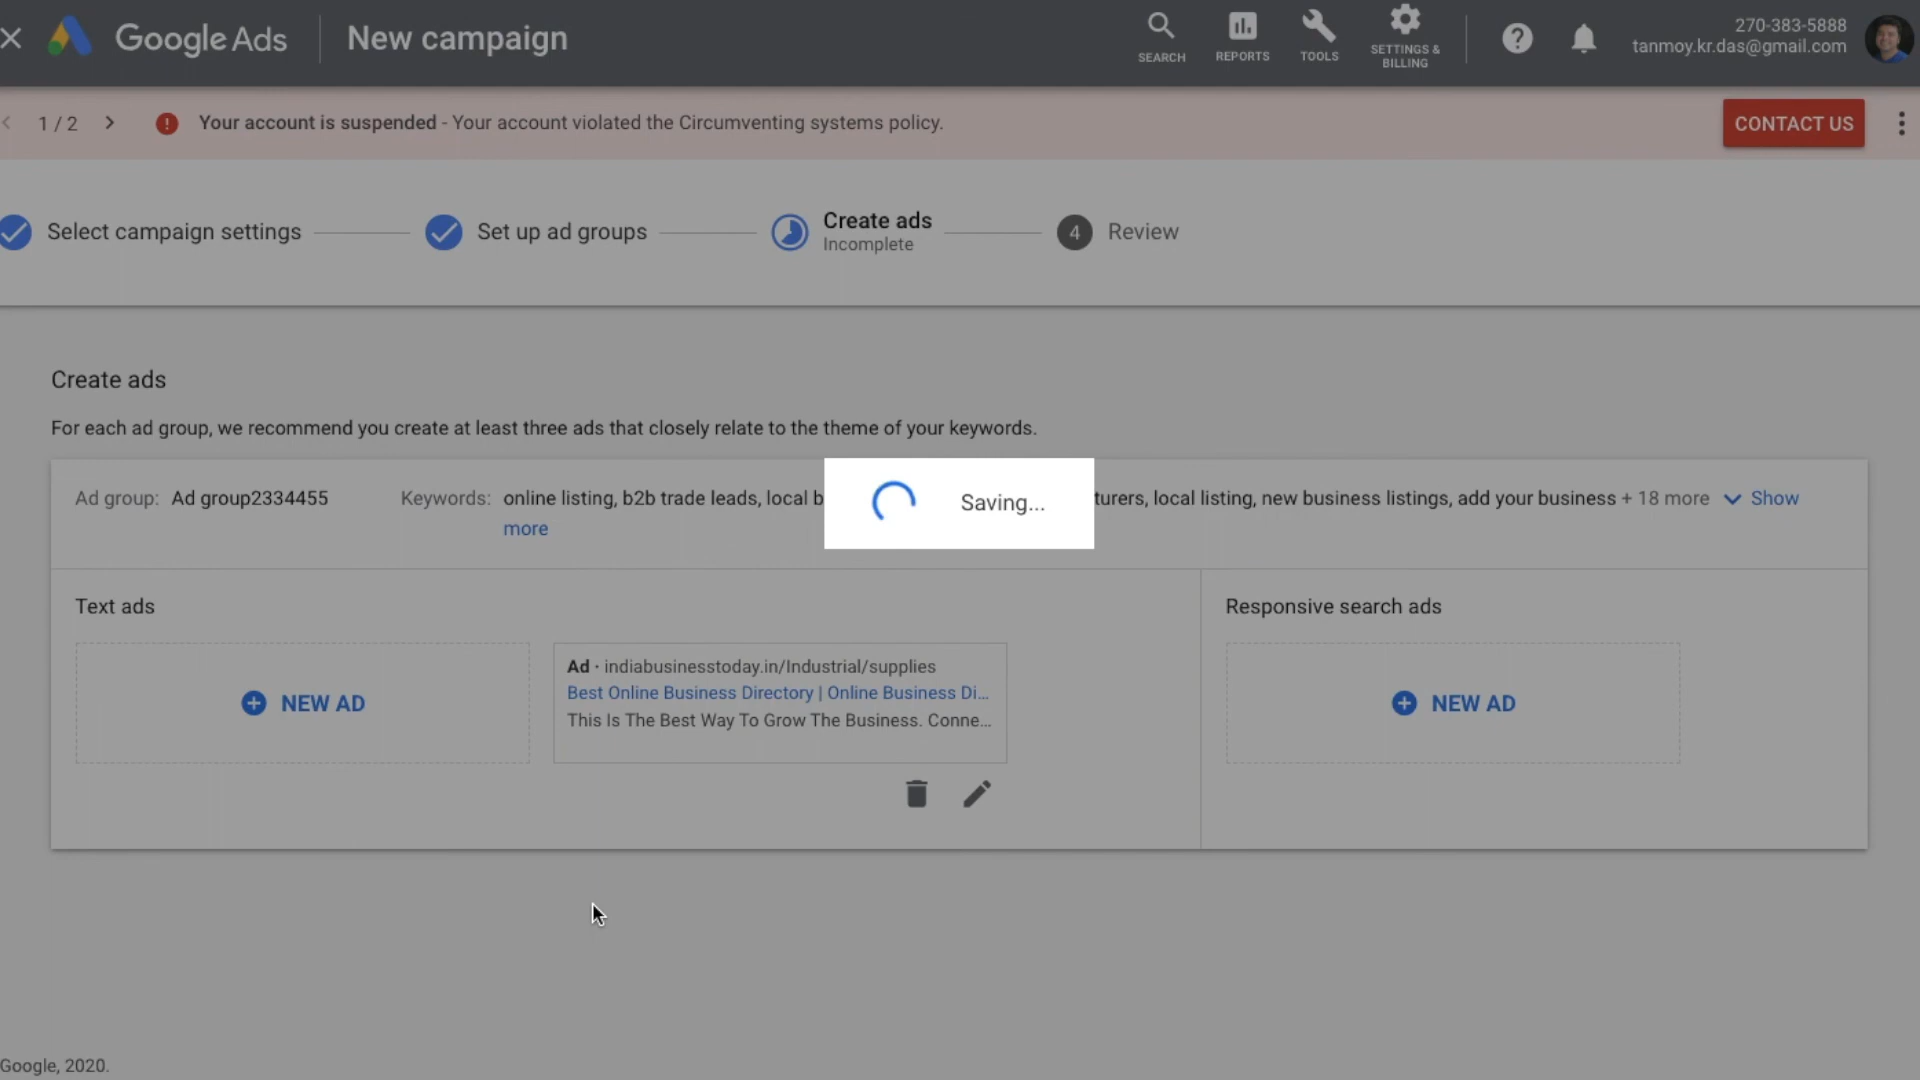 Google Ads
New campaign
SEARCH
REPORTS
TOOLS
SETTINGS &
BILLING
270-383-5888
tanmoy.kr.das@gmail.com
1 / 2
Your account is suspended - Your account violated the Circumventing systems policy.
CONTACT US
Select campaign settings
Set up ad groups
Create ads
Incomplete
4
Review
Create ads
For each ad group, we recommend you create at least three ads that closely relate to the theme of your keywords.
Ad group: Ad group2334455
Keywords: online listing, b2b trade leads, local b
Saving...
turers, local listing, new business listings, add your business + 18 more
Show
more
Text ads
NEW AD
Ad · indiabusinesstoday.in/Industrial/supplies
Best Online Business Directory | Online Business Di...
This Is The Best Way To Grow The Business. Conne...
Responsive search ads
NEW AD
Google, 2020.